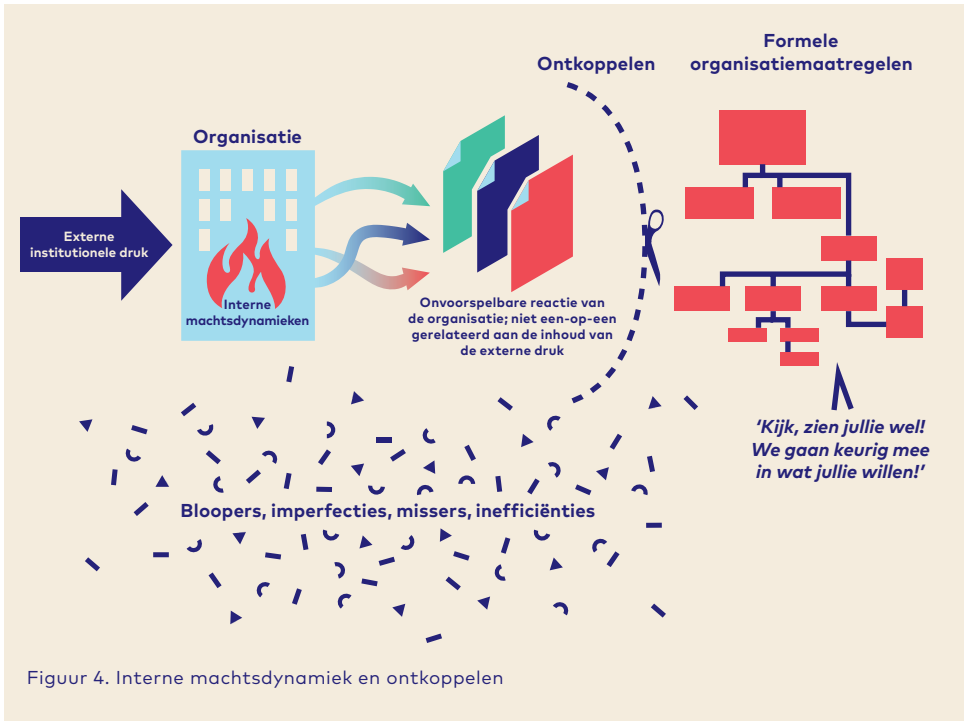 Formele
organisatiemaatregelen
Ontkoppelen
Organisatie
Externe
institutionele druk
Interne
machtsdynamieken
Onvoorspelbare reactie van
de organisatie; niet een-op-een
gerelateerd aan de inhoud van
de externe druk
'Kijk, zien jullie wel!
We gaan keurig mee
in wat jullie willen!'
Bloopers, imperfecties, missers, inefficiënties
Figuur 4. Interne machtsdynamiek en ontkoppelen